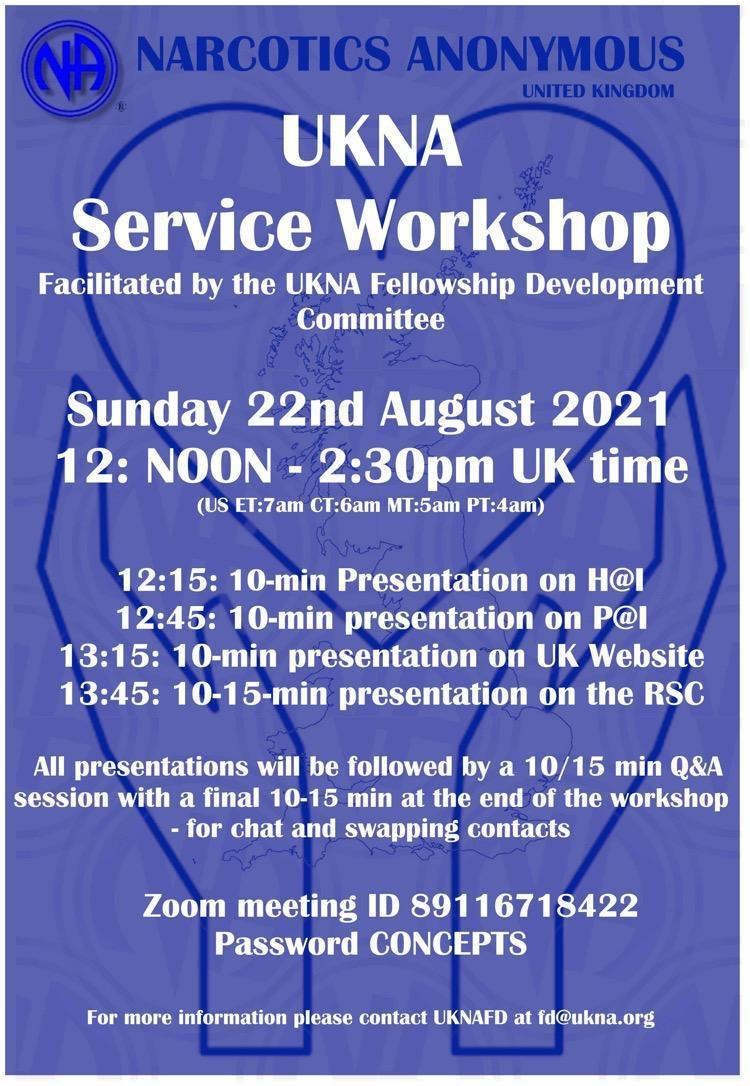 NA
®
NARCOTICS ANONYMOUS
UNITED KINGDOM
UKNA
Service Workshop
Facilitated by the UKNA Fellowship Development
Committee
Sunday 22nd August 2021
12: NOON - 2:30pm UK time
(US ET:7am CT:6am MT:5am PT:4am)
12:15: 10-min Presentation on H@I
12:45: 10-min presentation on P@I
13:15: 10-min presentation on UK Website
13:45: 10-15-min presentation on the RSC
All presentations will be followed by a 10/15 min Q&A
session with a final 10-15 min at the end of the workshop
- for chat and swapping contacts
Zoom meeting ID 89116718422
Password CONCEPTS
For more information please contact UKNAFD at fd@ukna.org